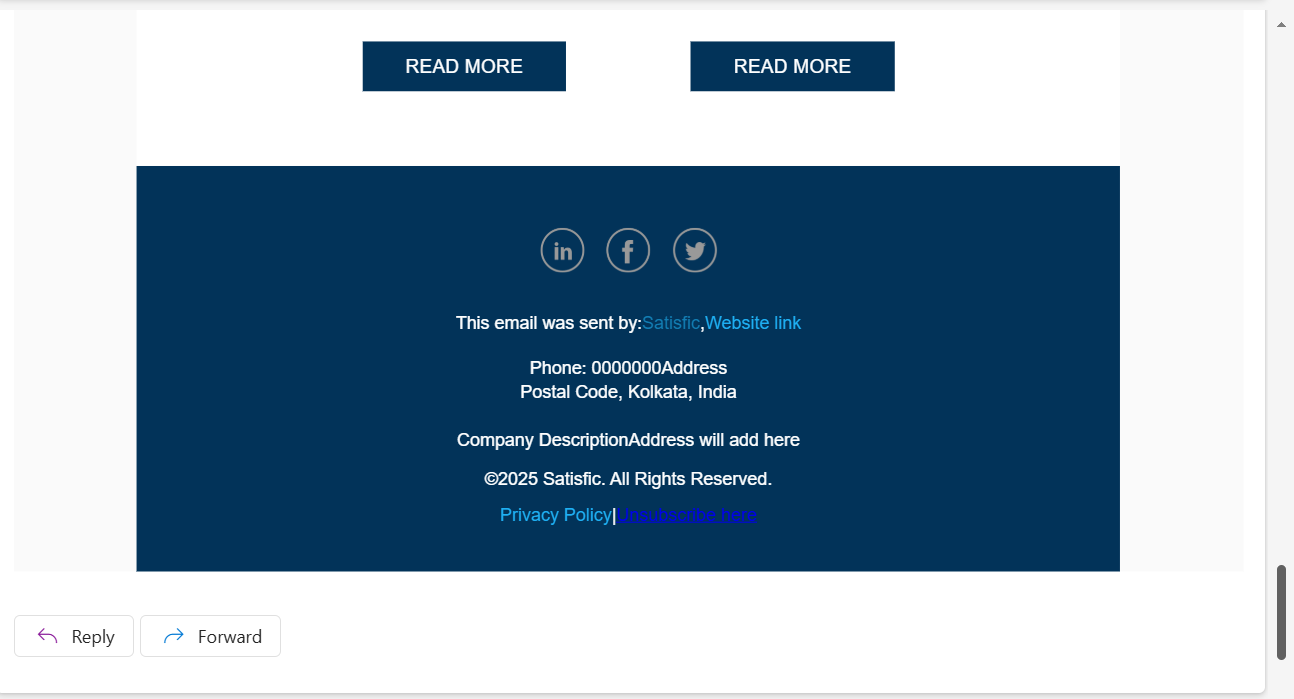 READ MORE READ MORE
in f
This email was sent by:Satisfic,Website link
Phone: 0000000Address
Postal Code, Kolkata, India
Company DescriptionAddress will add here
©2025 Satisfic. All Rights Reserved.
Privacy Policy|Unsubscribe here
Reply Forward